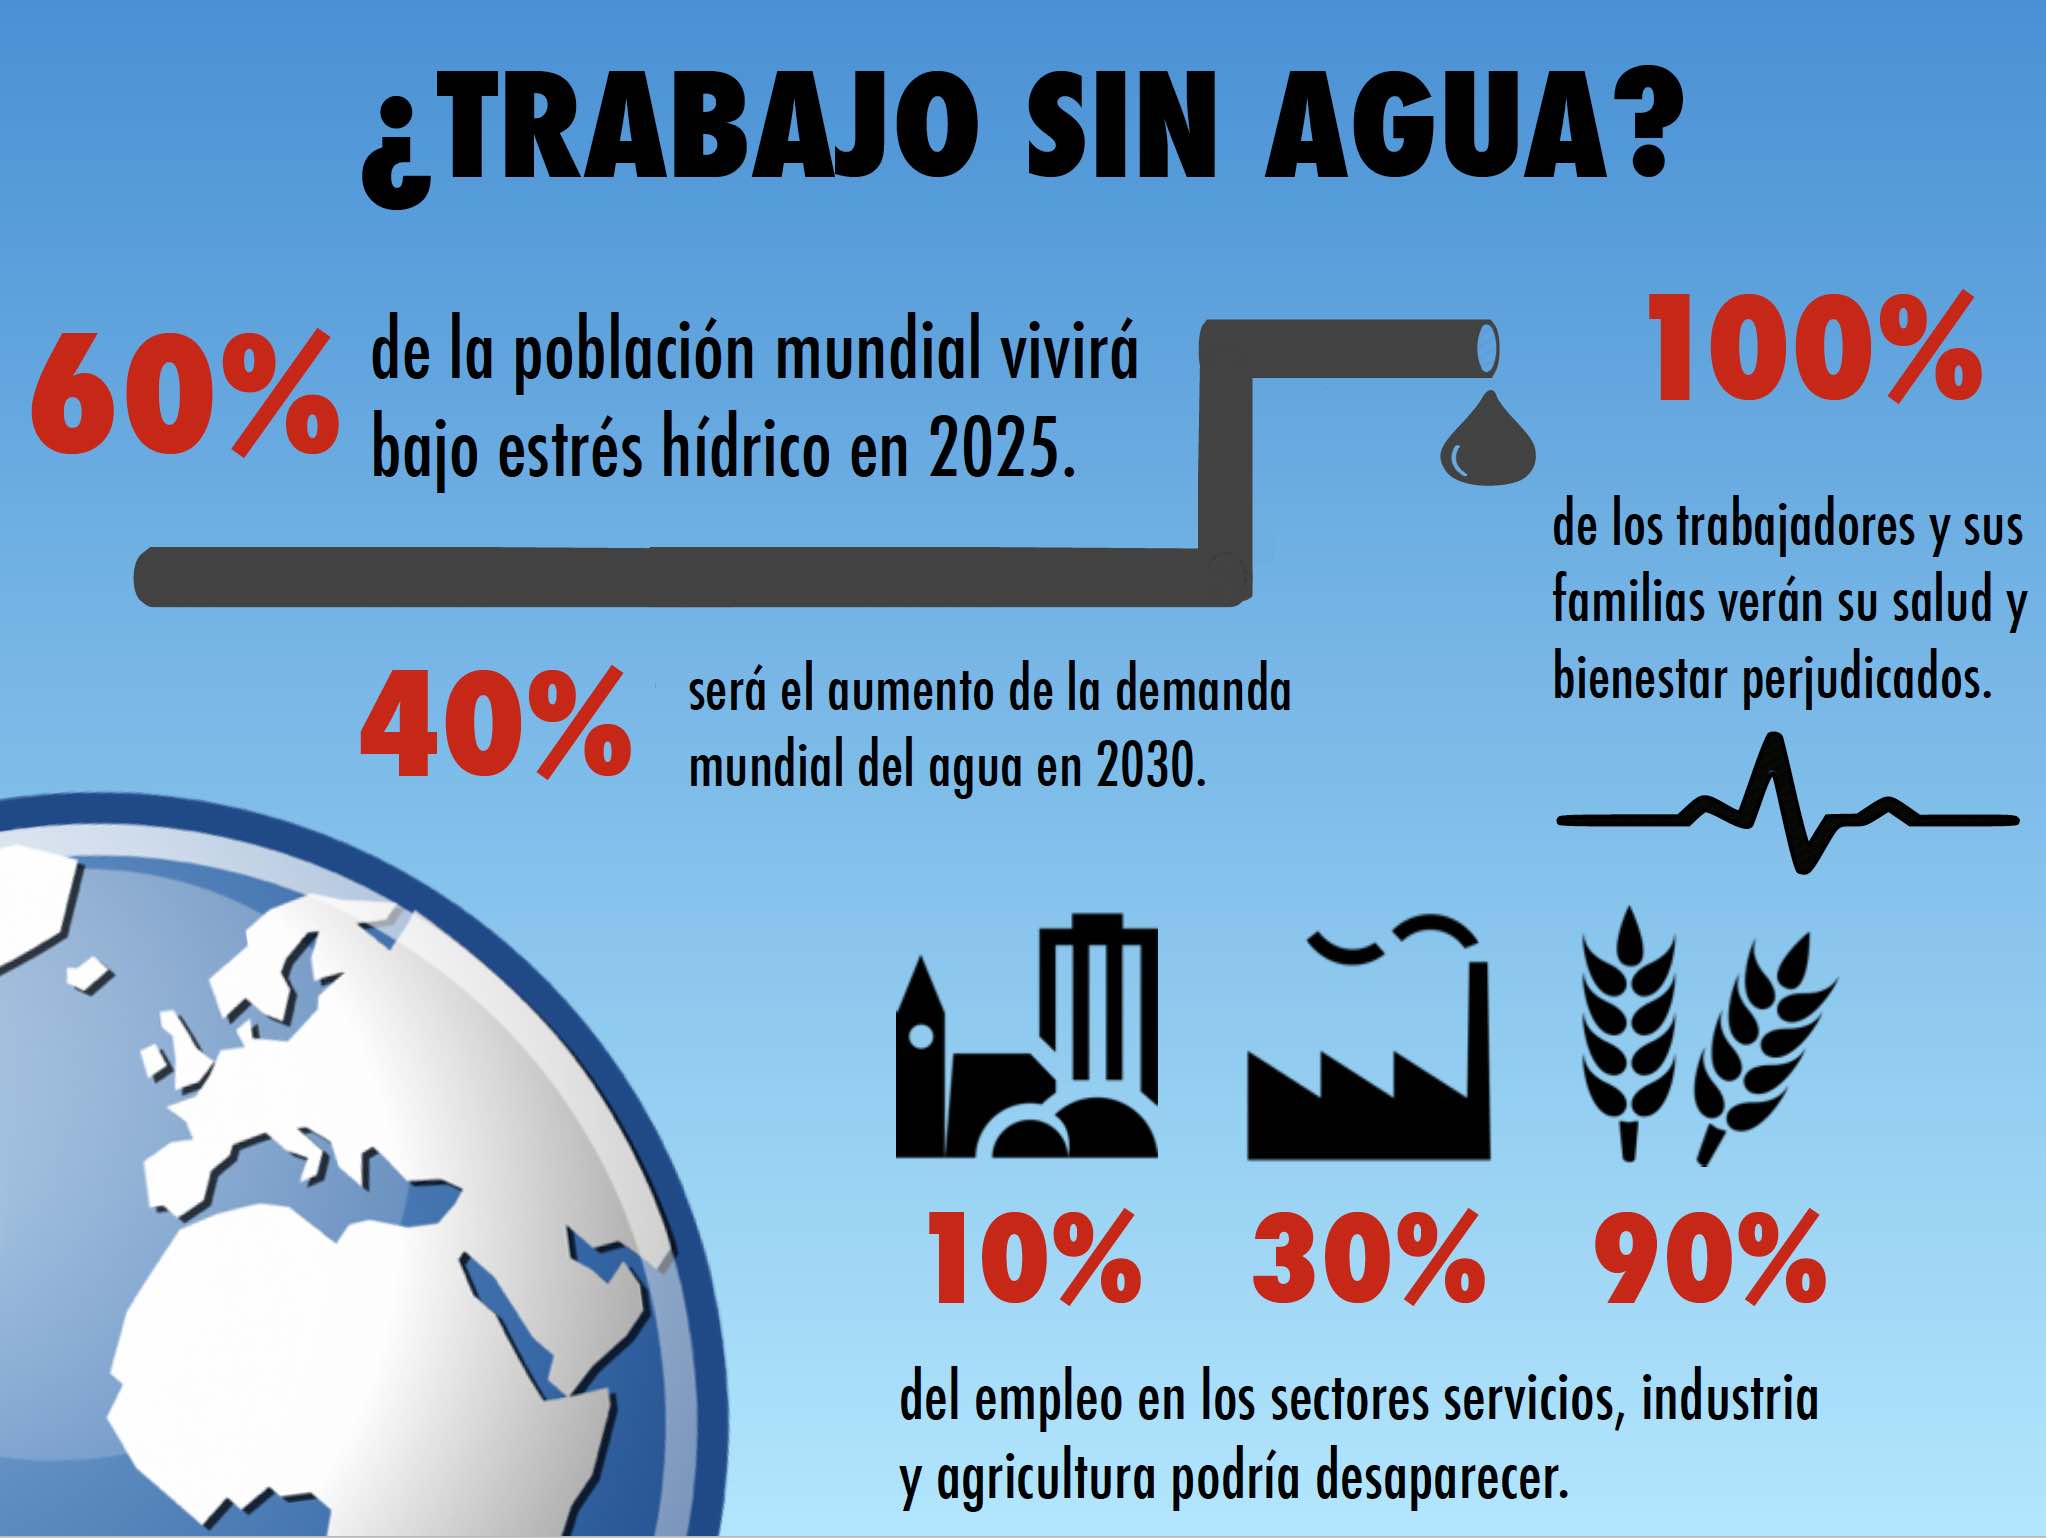 ¿TRABAJO SIN AGUA?
60%
de la población mundial vivirá
bajo estrés hídrico en 2025.
100%
de los trabajadores y sus
familias verán su salud y
bienestar perjudicados.
40%
será el aumento de la demanda
mundial del agua en 2030.
10% 30% 90%
del empleo en los sectores servicios, industria
y agricultura podría desaparecer.